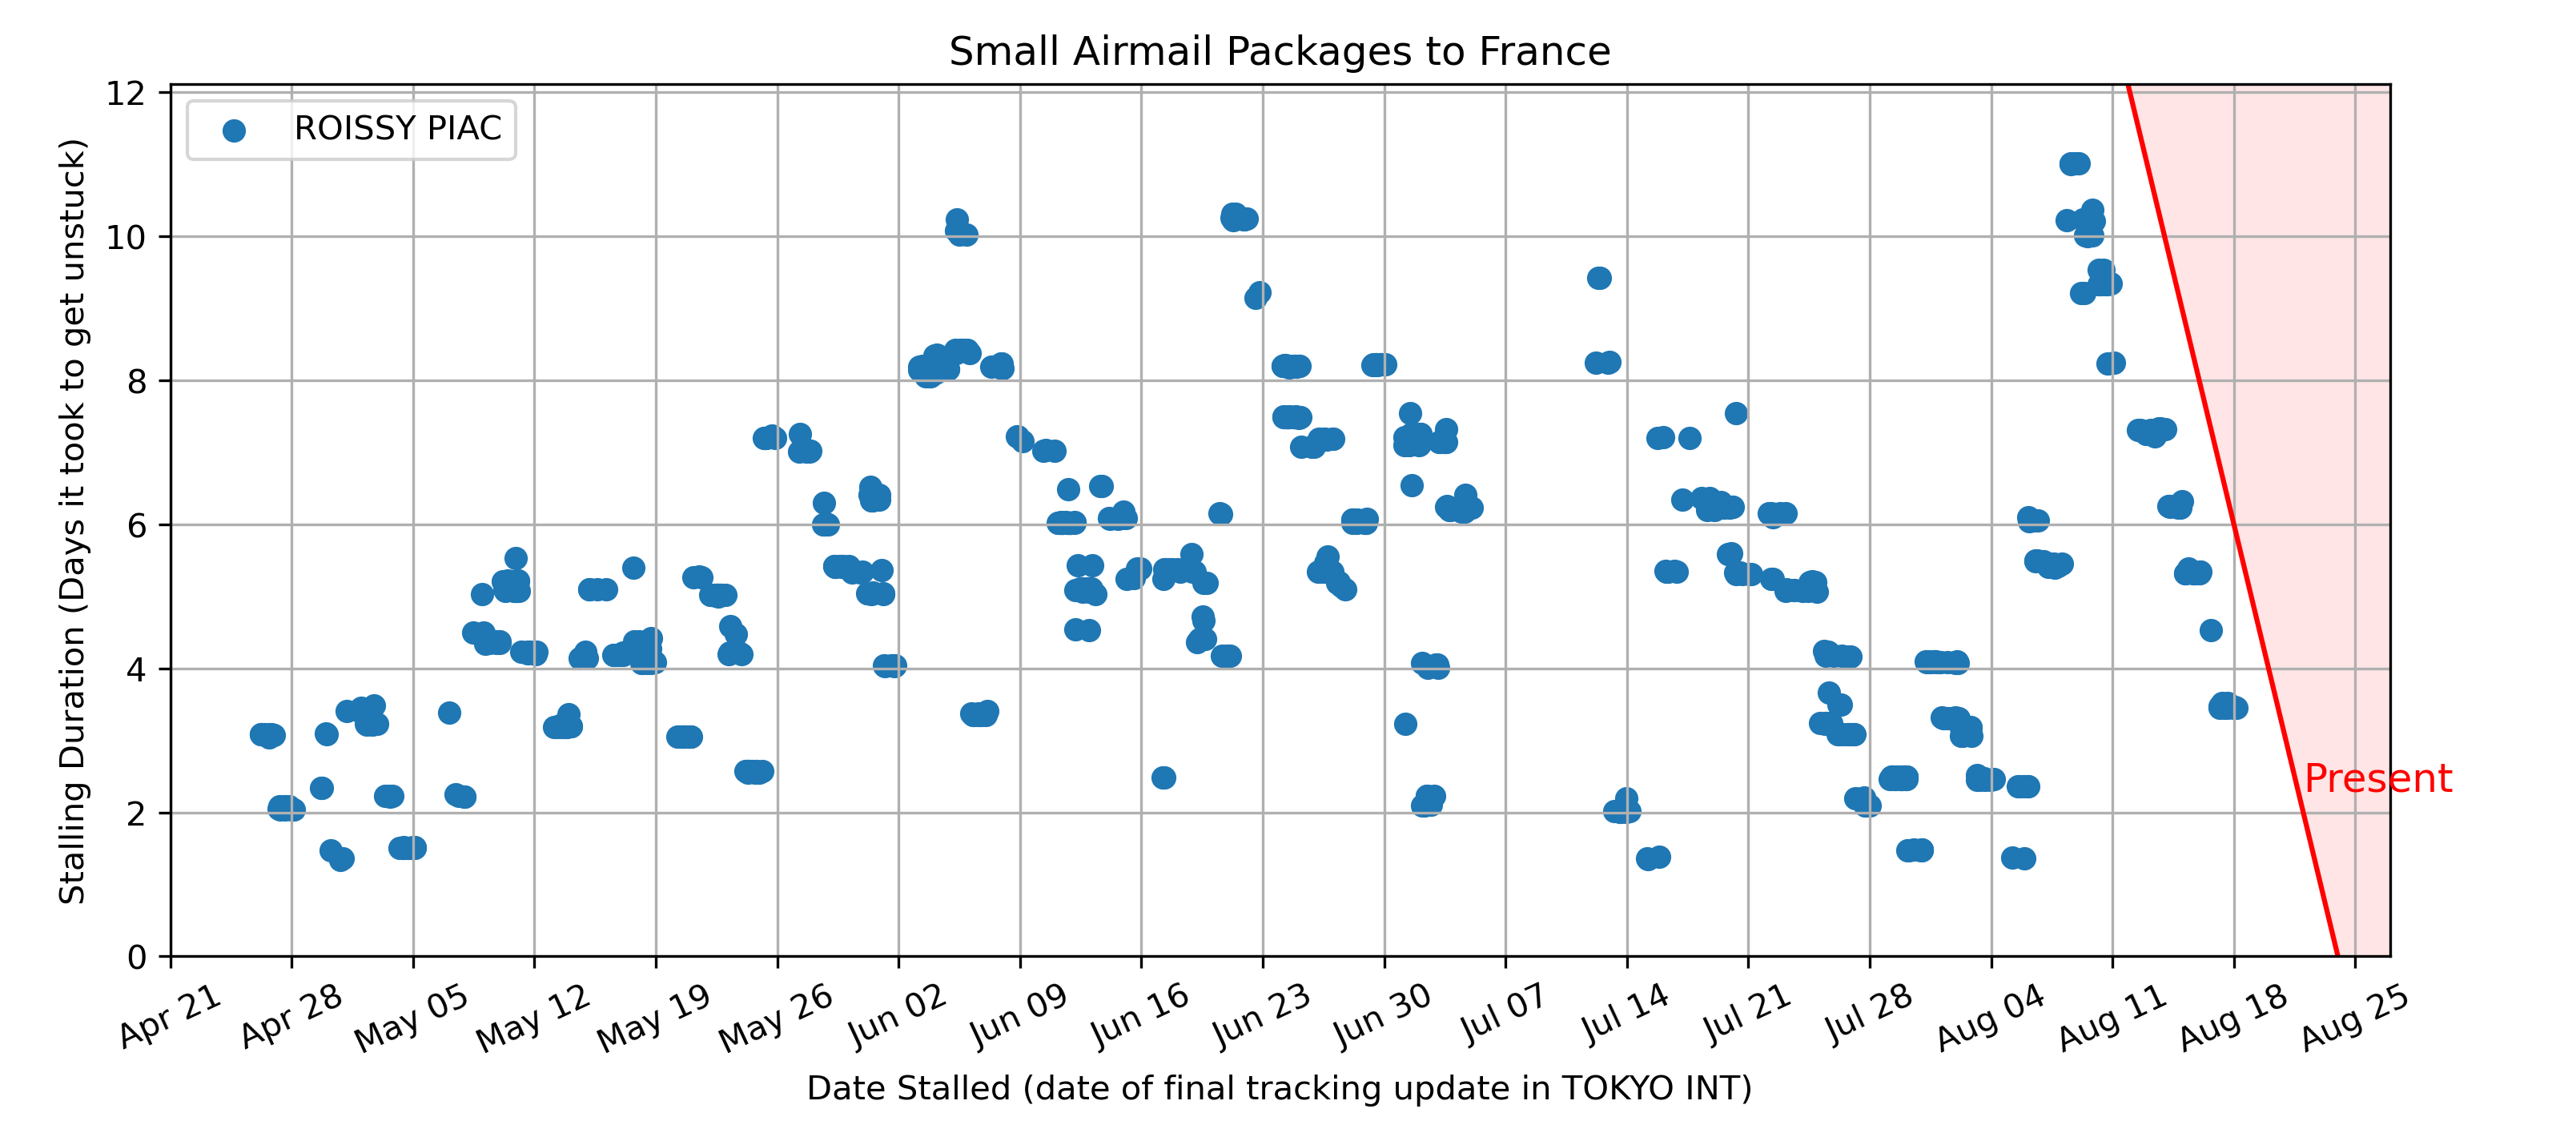 Small Airmail Packages to France
ROISSY PIAC
Stalling Duration (Days it took to get unstuck)
12
10
8
6
4
2
0
Present
Apr 21
Apr 28
May 05
May 12
May 19
May 26
Jun 02
Jun 09
Jun 16
Jun 23
Jun 30
Jul 07
Jul 14
Jul 21
Jul 28
Aug 04
Aug 11
Aug 18
Aug 25
Date Stalled (date of final tracking update in TOKYO INT)